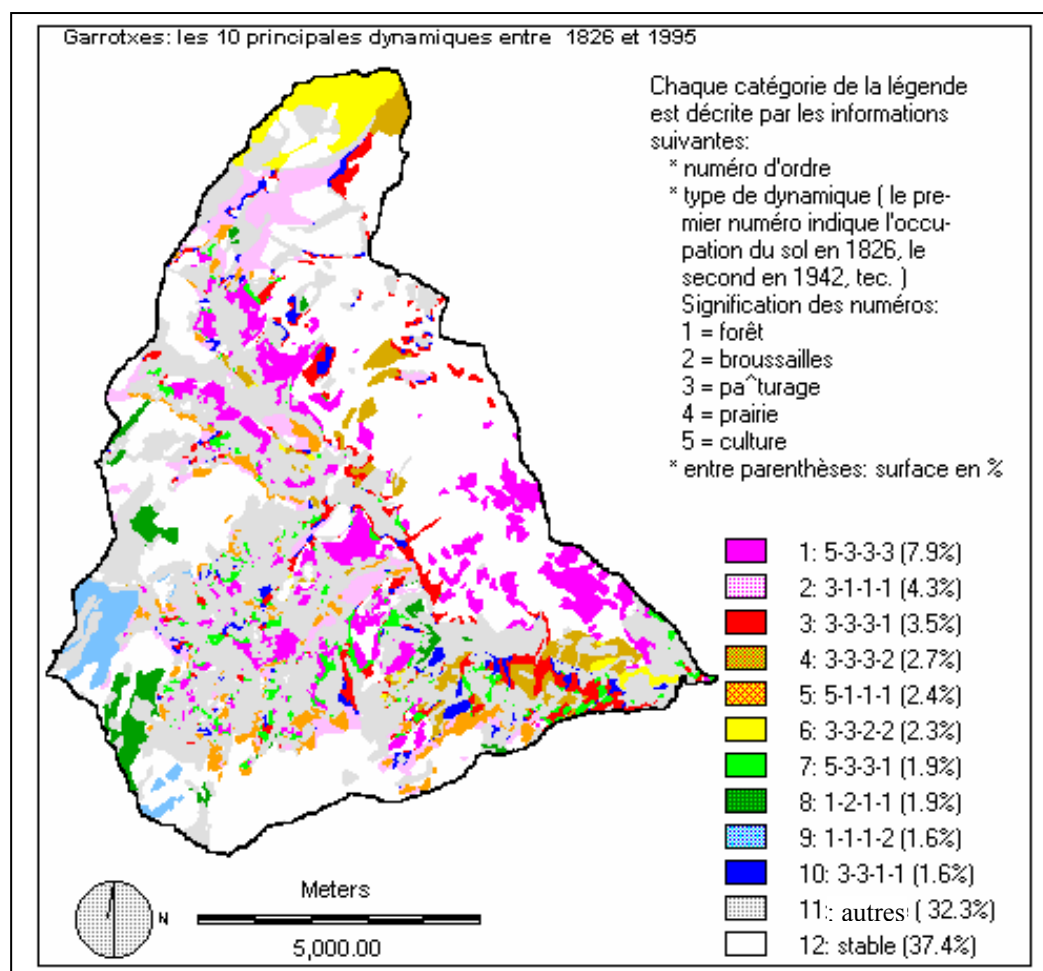 Garrotxes: les 10 principales dynamiques entre 1826 et 1995
Chaque catégorie de la légende
est décrite par les informations
suivantes:
* numéro d'ordre
* type de dynamique ( le pre-
mier numéro indique l'occu-
pation du sol en 1826, le
second en 1942, tec. )
Signification des numéros:
1 = forêt
2 = broussailles
3 = pa^turage
4 = prairie
5 = culture
* entre parenthèses: surface en %
1: 5-3-3-3 (7.9%)
2: 3-1-1-1 (4.3%)
3: 3-3-3-1 (3.5%)
4: 3-3-3-2 (2.7%)
5: 5-1-1-1 (2.4%)
6: 3-3-2-2 (2.3%)
7: 5-3-3-1 (1.9%)
8: 1-2-1-1 (1.9%)
9: 1-1-1-2 (1.6%)
10: 3-3-1-1 (1.6%)
11: autres ( 32.3%)
12: stable (37.4%)
N
Meters
5,000.00